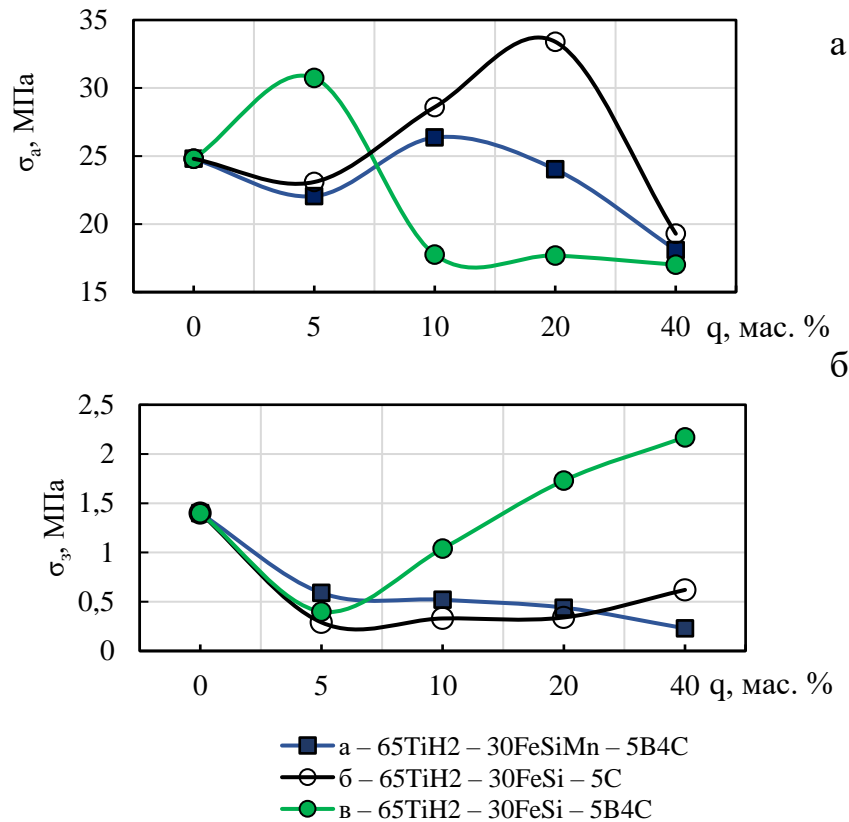 а
35
30
25
20
15
σа, МПа
0 5 10 20 40 q, мас. %
б
2,5
2
1,5
1
0,5
0
σз, МПа
0 5 10 20 40 q, мас. %
а – 65TiH2 – 30FeSiMn – 5B4C
б – 65TiH2 – 30FeSi – 5C
в – 65TiH2 – 30FeSi – 5B4C